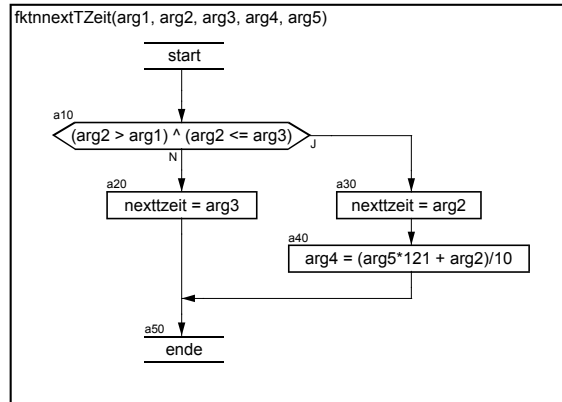 fktnnextTZeit(arg1, arg2, arg3, arg4, arg5)
start
a10
(arg2 > arg1) ^ (arg2 <= arg3)
N
J
a20
nexttzeit = arg3
a30
nexttzeit = arg2
a40
arg4 = (arg5*121 + arg2)/10
a50
ende